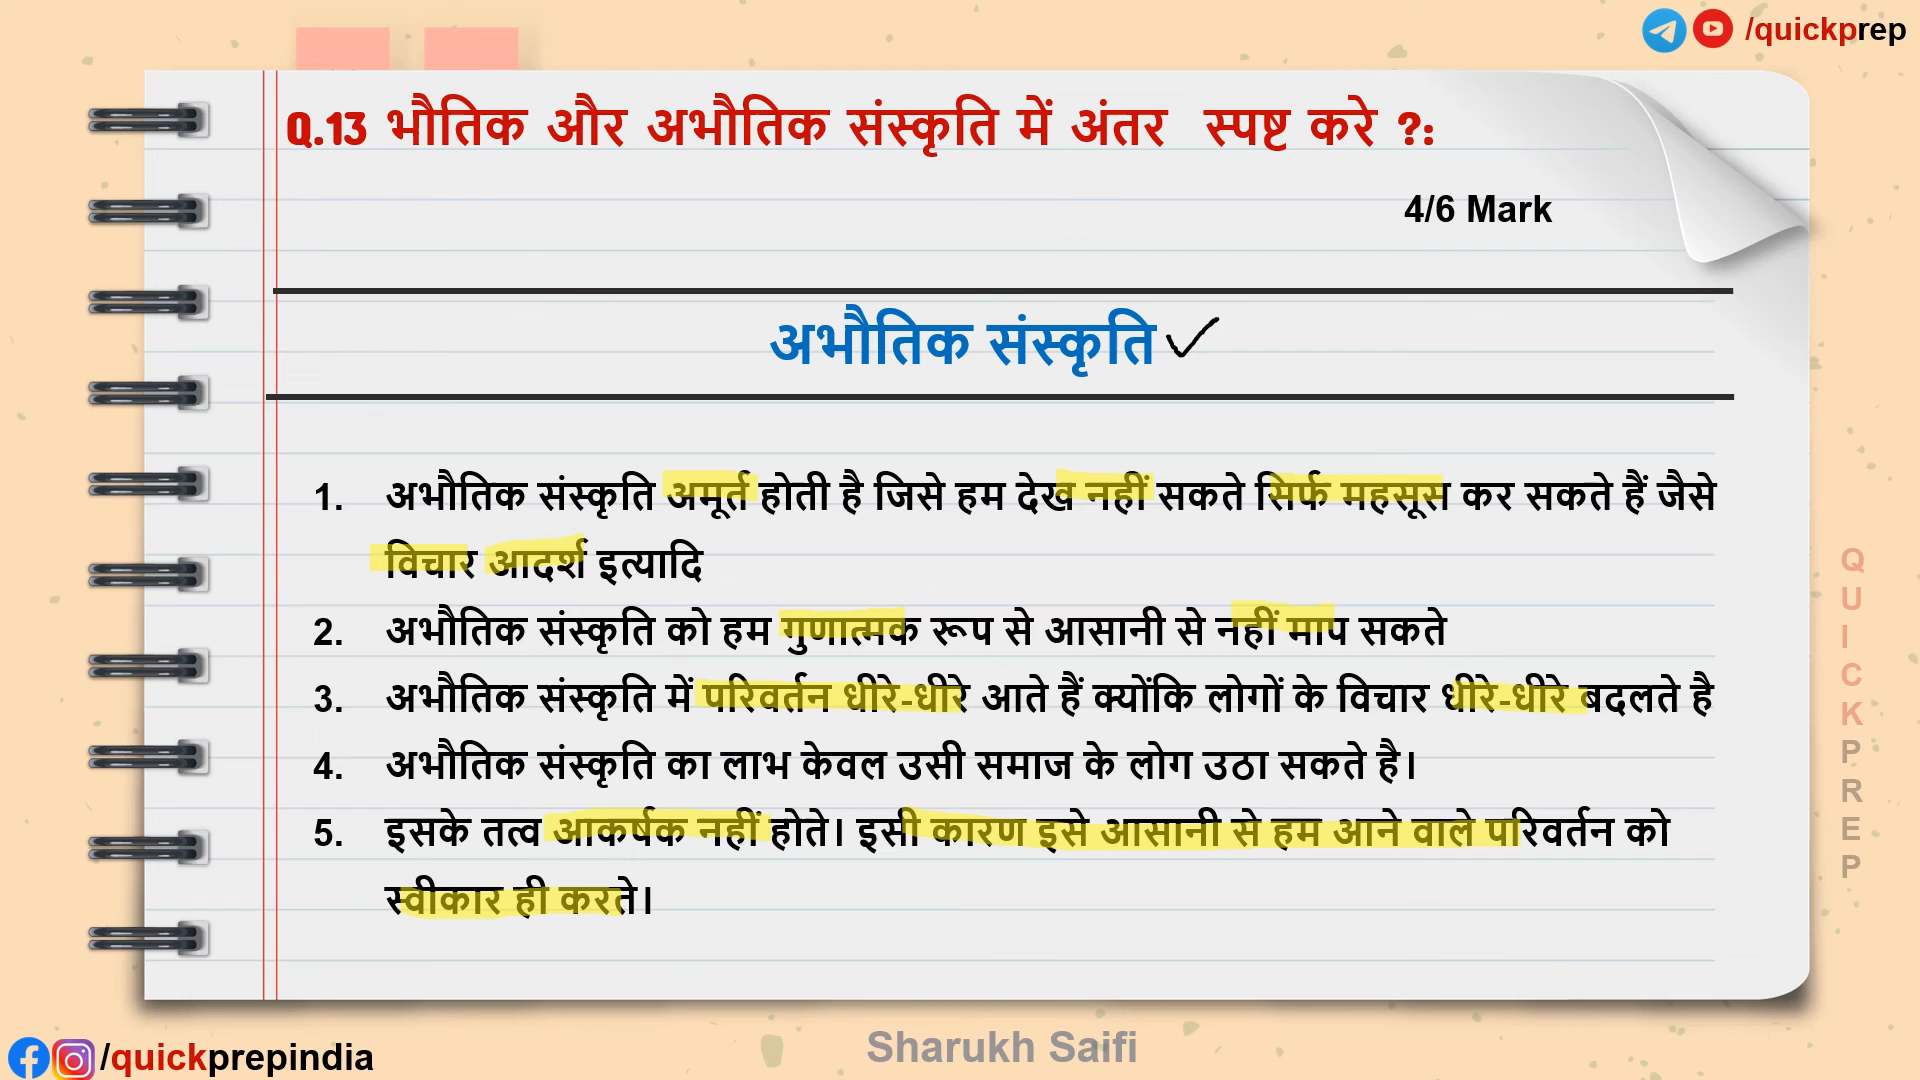 /quickprep
Q.13 भौतिक और अभौतिक संस्कृति में अंतर स्पष्ट करे ?:
4/6 Mark
अभौतिक संस्कृति
1. अभौतिक संस्कृति अमूर्त होती है जिसे हम देख नहीं सकते सिर्फ महसूस कर सकते हैं जैसे
विचार आदर्श इत्यादि
2. अभौतिक संस्कृति को हम गुणात्मक रूप से आसानी से नहीं माप सकते
3. अभौतिक संस्कृति में परिवर्तन धीरे-धीरे आते हैं क्योंकि लोगों के विचार धीरे-धीरे बदलते है
4. अभौतिक संस्कृति का लाभ केवल उसी समाज के लोग उठा सकते है।
5. इसके तत्व आकर्षक नहीं होते। इसी कारण इसे आसानी से हम आने वाले परिवर्तन को
स्वीकार ही करते।
QUICKPREP
/quickprepindia
Sharukh Saifi